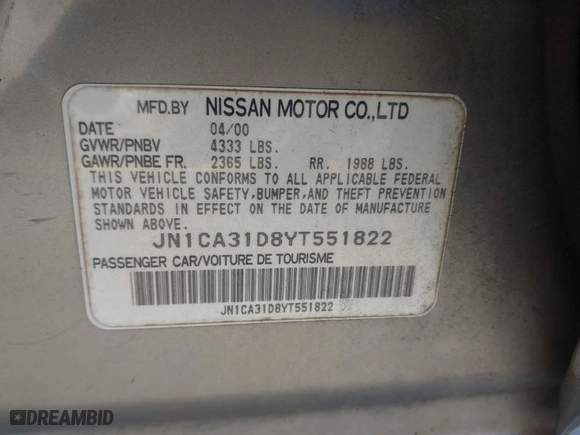 MFD.BY NISSAN MOTOR CO.,LTD
DATE 04/00
GVWR/PNBV 4333 LBS.
GAWR/PNBE FR. 2365 LBS. RR. 1988 LBS.
THIS VEHICLE CONFORMS TO ALL APPLICABLE FEDERAL
MOTOR VEHICLE SAFETY,BUMPER,AND THEFT PREVENTION
STANDARDS IN EFFECT ON THE DATE OF MANUFACTURE
SHOWN ABOVE.
JN1CA31D8YT551822
PASSENGER CAR/VOITURE DE TOURISME
JN1CA31D8YT551822
DREAMBID